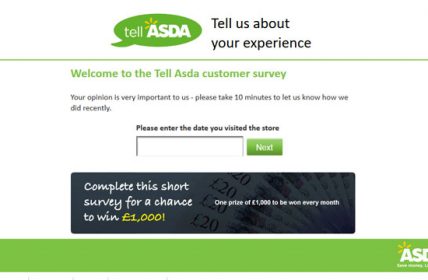 tell ASDA
Tell us about
your experience
Welcome to the Tell Asda customer survey
Your opinion is very important to us - please take 10 minutes to let us know how we
did recently.
Please enter the date you visited the store
Next
Complete this short
survey for a chance
to win £1,000!
One prize of £1,000 to be won every month
£20
£20
ASD
Save money. L